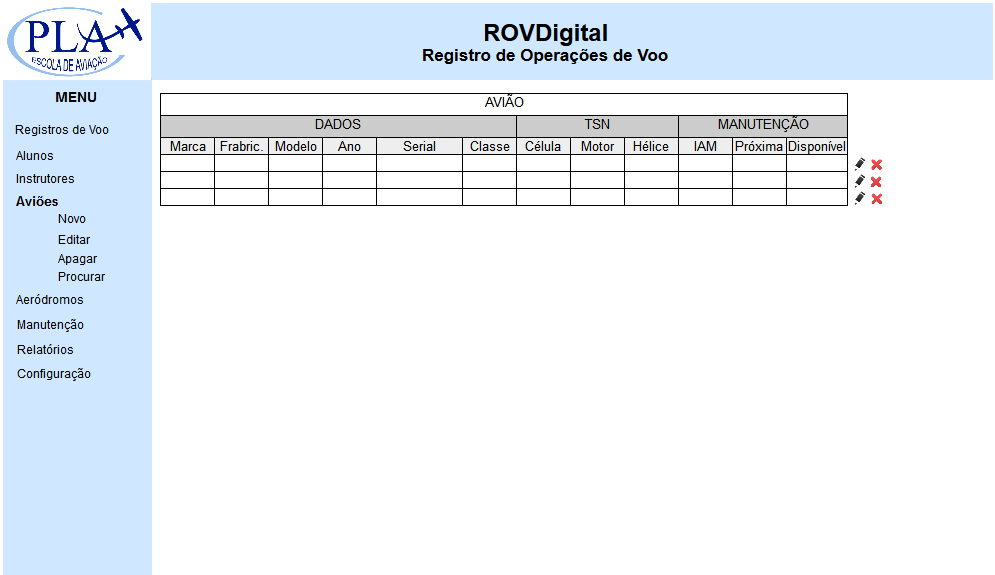 PLA
ESCOLA DE AVIAÇÃO
ROVDigital
Registro de Operações de Voo
MENU
Registros de Voo
Alunos
Instrutores
Aviões
Novo
Editar
Apagar
Procurar
Aeródromos
Manutenção
Relatórios
Configuração
AVIÃO
DADOS TSN MANUTENÇÃO
Marca Frabric. Modelo Ano Serial Classe Célula Motor Hélice IAM Próxima Disponível